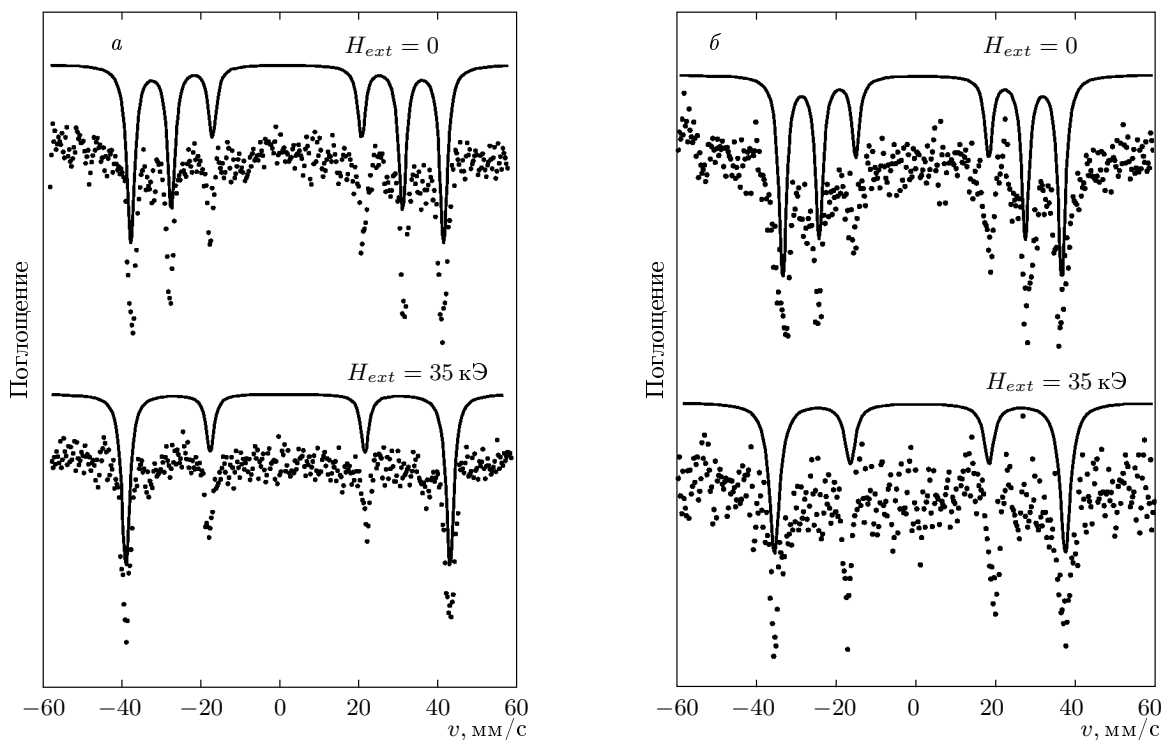 а
H_ext = 0
Поглощение
H_ext = 35 кЭ
−60 −40 −20 0 20 40 60
v, мм/с
б
H_ext = 0
Поглощение
H_ext = 35 кЭ
−60 −40 −20 0 20 40 60
v, мм/с